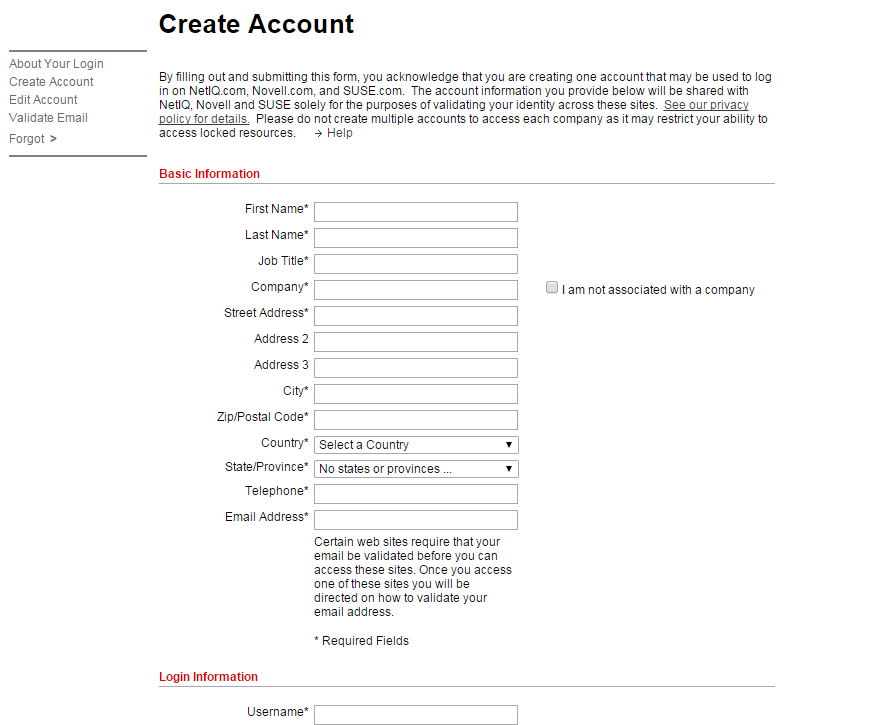 Create Account
About Your Login
Create Account
Edit Account
Validate Email
Forgot >
By filling out and submitting this form, you acknowledge that you are creating one account that may be used to log
in on NetIQ.com, Novell.com, and SUSE.com. The account information you provide below will be shared with
NetIQ, Novell and SUSE solely for the purposes of validating your identity across these sites. See our privacy
policy for details. Please do not create multiple accounts to access each company as it may restrict your ability to
access locked resources. → Help
Basic Information
First Name*
Last Name*
Job Title*
Company* I am not associated with a company
Street Address*
Address 2
Address 3
City*
Zip/Postal Code*
Country* Select a Country
State/Province* No states or provinces ...
Telephone*
Email Address*
Certain web sites require that your
email be validated before you can
access these sites. Once you access
one of these sites you will be
directed on how to validate your
email address.
* Required Fields
Login Information
Username*